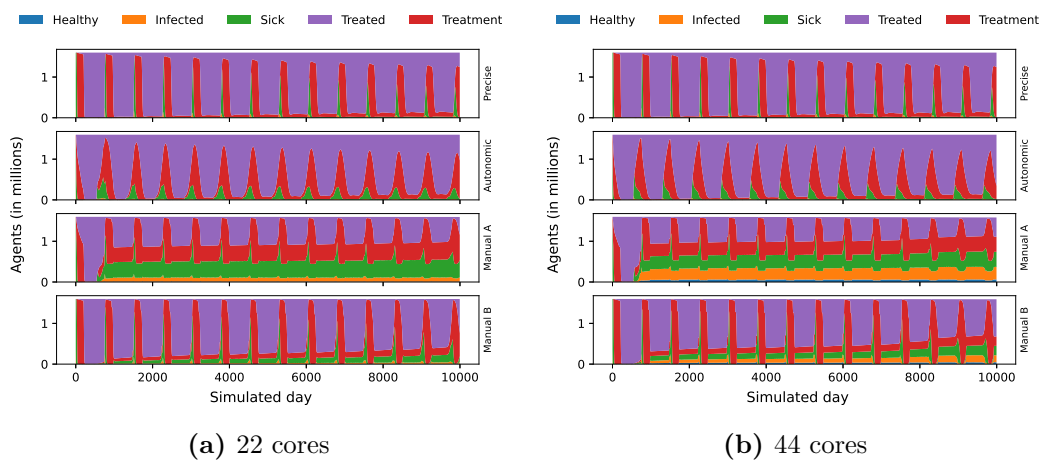 Healthy Infected Sick Treated Treatment
Agents (in millions)
1
0
Precise
1
0
Autonomic
1
0
Manual A
1
0
Manual B
0 2000 4000 6000 8000 10000
Simulated day
(a) 22 cores
Healthy Infected Sick Treated Treatment
Agents (in millions)
1
0
Precise
1
0
Autonomic
1
0
Manual A
1
0
Manual B
0 2000 4000 6000 8000 10000
Simulated day
(b) 44 cores